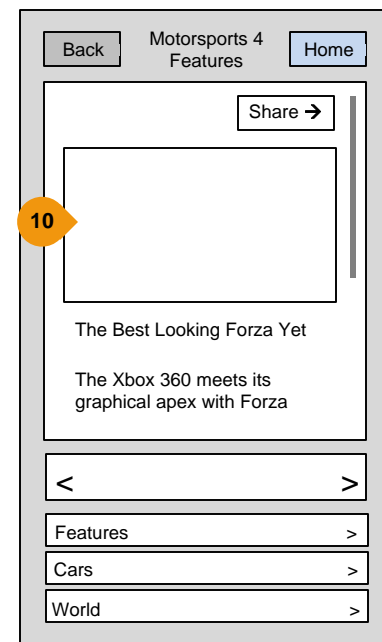 Back
Motorsports 4
Features
Home
Share →
10
The Best Looking Forza Yet
The Xbox 360 meets its
graphical apex with Forza
< >
Features >
Cars >
World >